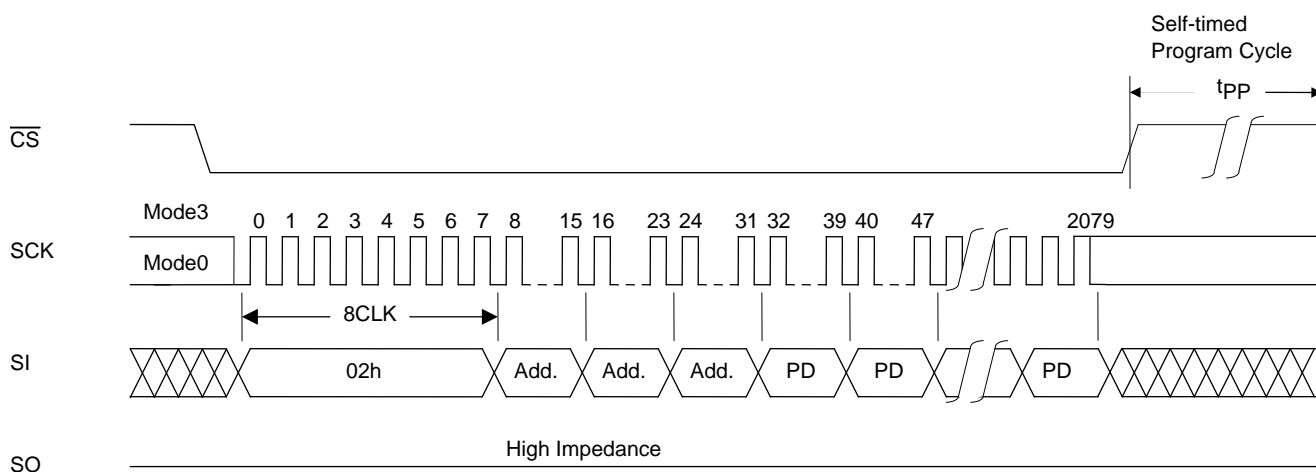 Self-timed
Program Cycle
tPP
CS
Mode3
0 1 2 3 4 5 6 7 8 15 16 23 24 31 32 39 40 47 2079
SCK
Mode0
8CLK
SI
02h Add. Add. Add. PD PD PD
High Impedance
SO